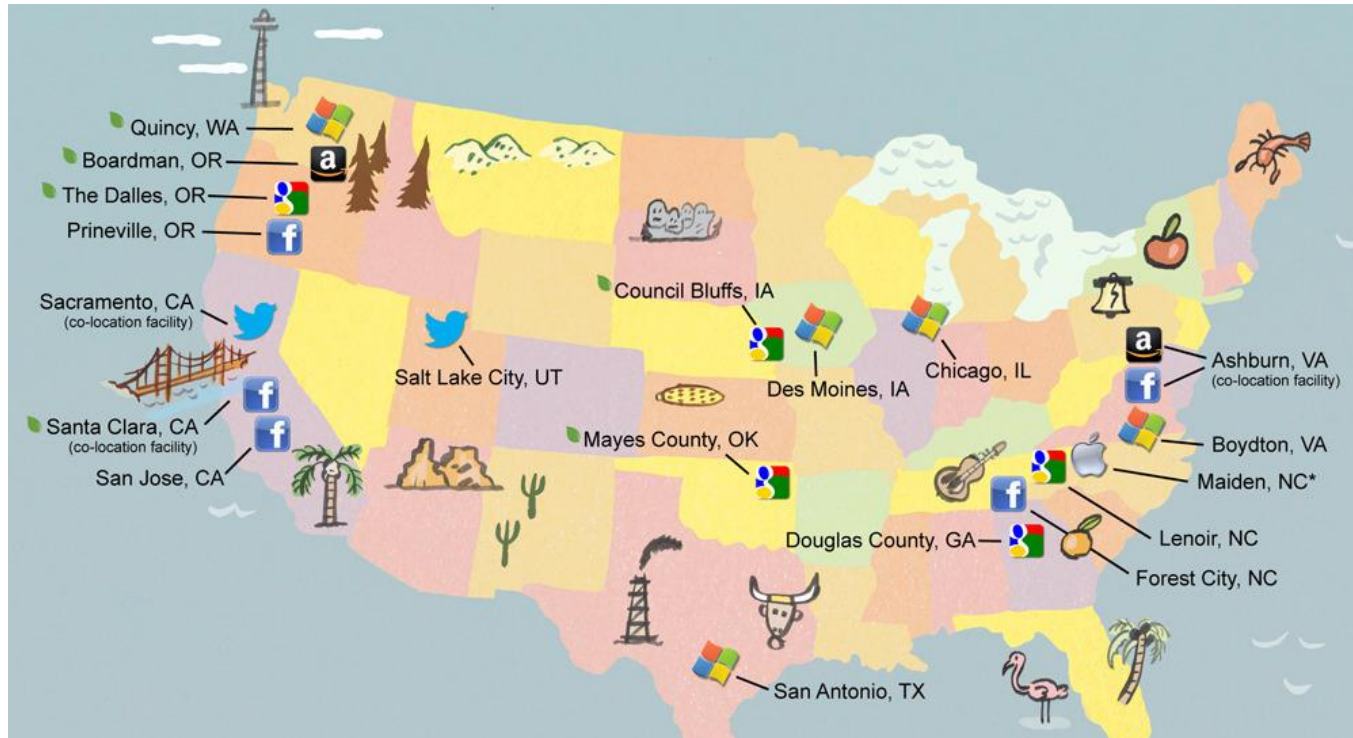 Quincy, WA
Boardman, OR
The Dalles, OR
Prineville, OR
Sacramento, CA
(co-location facility)
Santa Clara, CA
(co-location facility)
San Jose, CA
Salt Lake City, UT
Council Bluffs, IA
Des Moines, IA
Chicago, IL
Mayes County, OK
Douglas County, GA
San Antonio, TX
a
Ashburn, VA
(co-location facility)
Boydton, VA
Maiden, NC*
Lenoir, NC
Forest City, NC
a
f
f
f
f
f
g
g
g
g
g